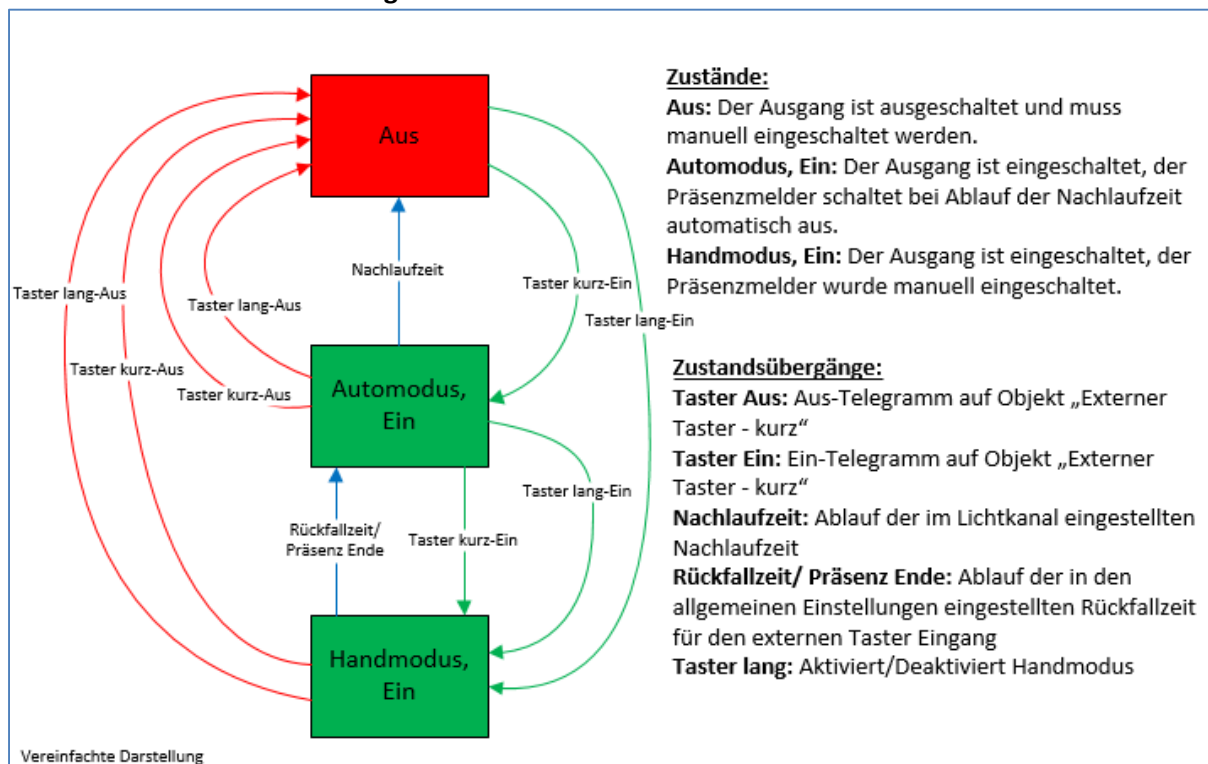 g
Aus
Nachlaufzeit
Taster kurz-Ein
Taster lang-Aus
Taster lang-Aus
Taster lang-Ein
Taster kurz-Aus
Taster kurz-Aus
Automodus,
Ein
Taster lang-Ein
Rückfallzeit/
Präsenz Ende
Taster kurz-Ein
Handmodus,
Ein
Vereinfachte Darstellung
Zustände:
Aus: Der Ausgang ist ausgeschaltet und muss
manuell eingeschaltet werden.
Automodus, Ein: Der Ausgang ist eingeschaltet, der
Präsenzmelder schaltet bei Ablauf der Nachlaufzeit
automatisch aus.
Handmodus, Ein: Der Ausgang ist eingeschaltet, der
Präsenzmelder wurde manuell eingeschaltet.
Zustandsübergänge:
Taster Aus: Aus-Telegramm auf Objekt „Externer
Taster - kurz“
Taster Ein: Ein-Telegramm auf Objekt „Externer
Taster - kurz“
Nachlaufzeit: Ablauf der im Lichtkanal eingestellten
Nachlaufzeit
Rückfallzeit/ Präsenz Ende: Ablauf der in den
allgemeinen Einstellungen eingestellten Rückfallzeit
für den externen Taster Eingang
Taster lang: Aktiviert/Deaktiviert Handmodus